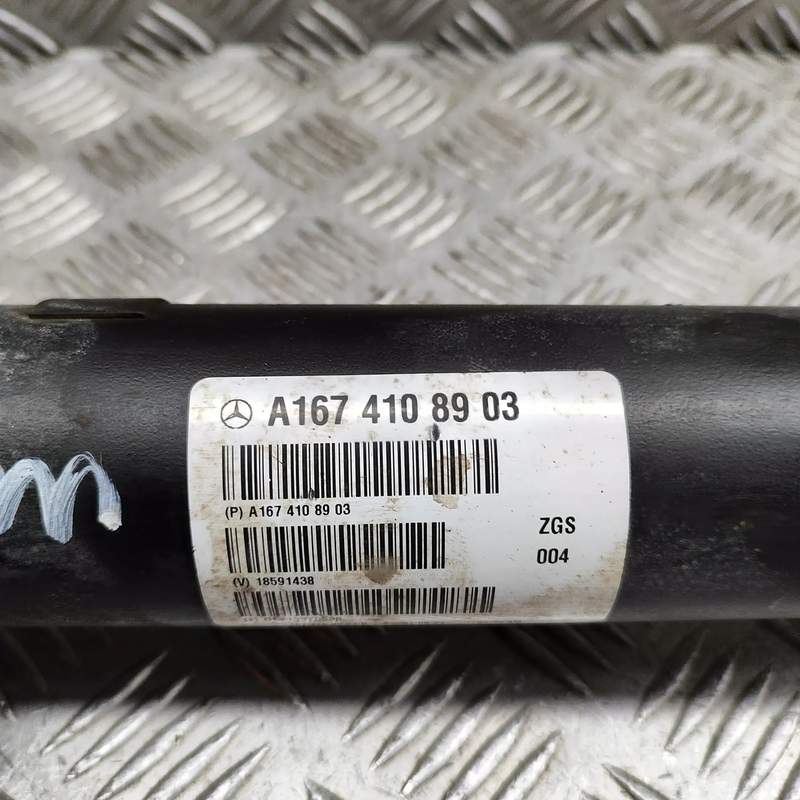 A167 410 89 03
(P) A167 410 89 03
ZGS
004
(V) 18591438